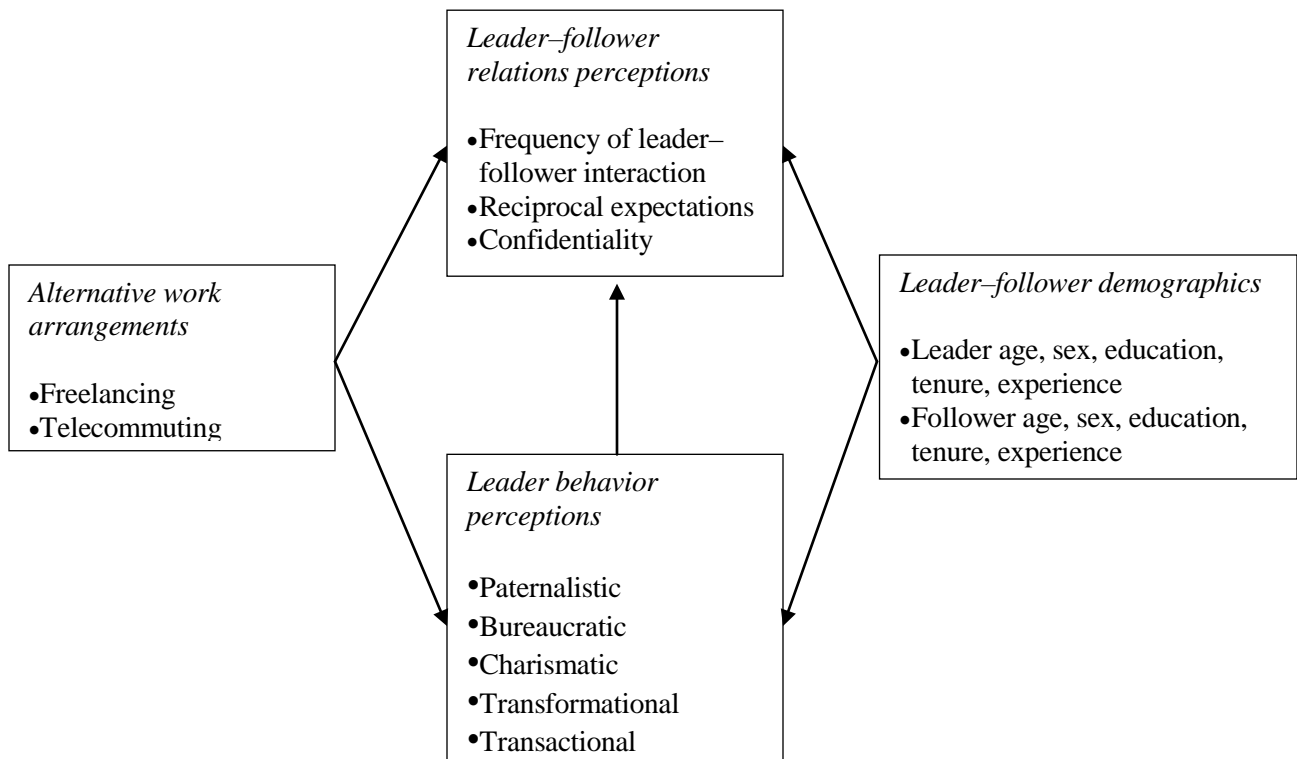 Leader–follower
relations perceptions
•Frequency of leader–
follower interaction
•Reciprocal expectations
•Confidentiality
Alternative work
arrangements
•Freelancing
•Telecommuting
Leader–follower demographics
•Leader age, sex, education,
tenure, experience
•Follower age, sex, education,
tenure, experience
Leader behavior
perceptions
•Paternalistic
•Bureaucratic
•Charismatic
•Transformational
•Transactional